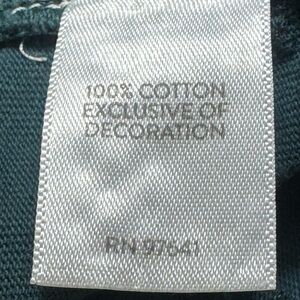 100% COTTON
EXCLUSIVE OF
DECORATION
RN 97641